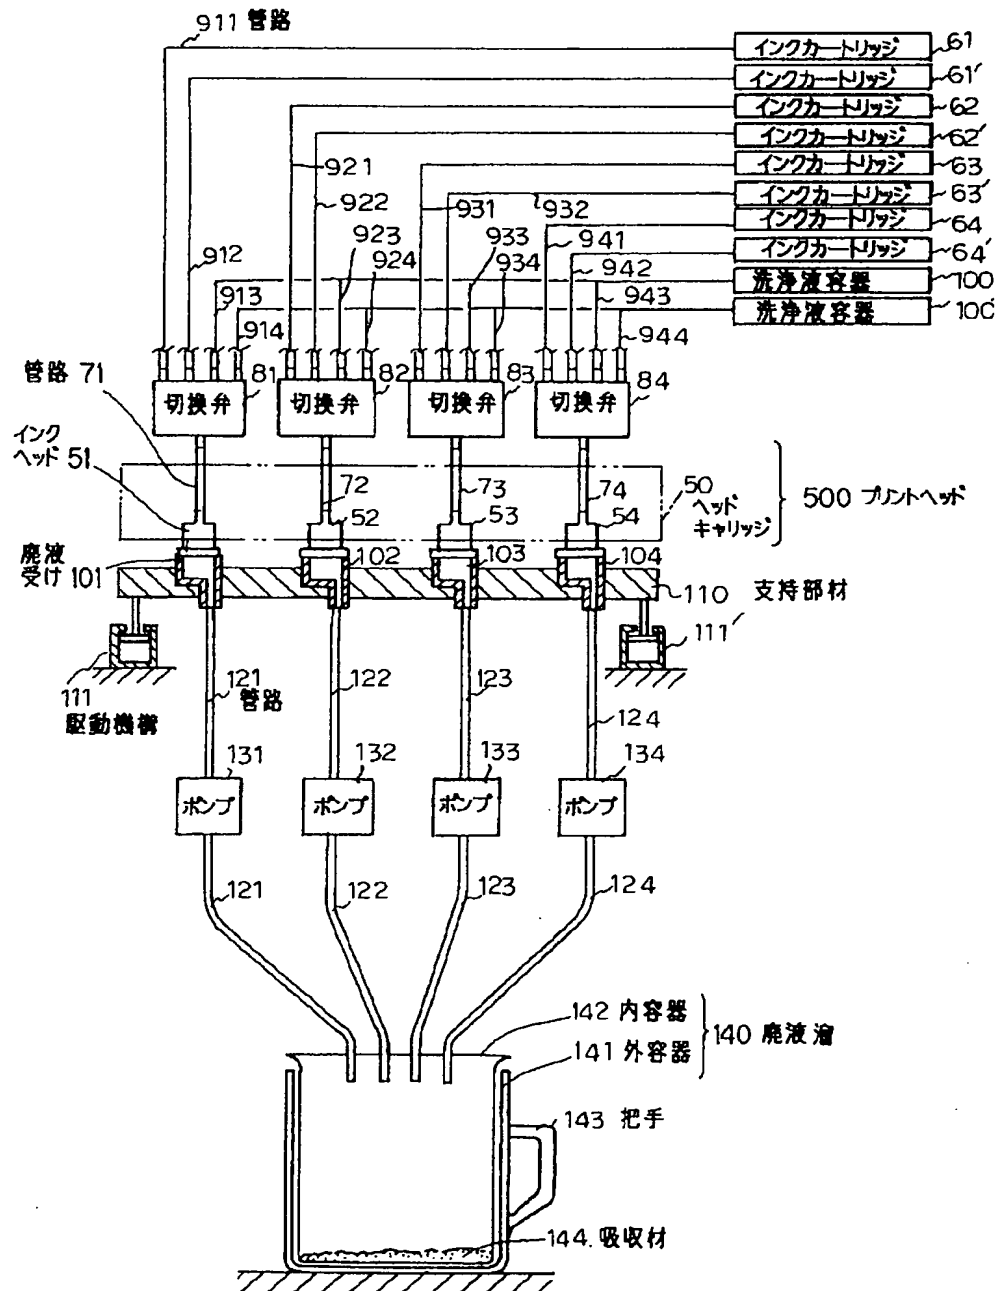 911 管路
インクカートリッジ 61
インクカートリッジ 61′
インクカートリッジ 62
インクカートリッジ 62′
インクカートリッジ 63
インクカートリッジ 63′
インクカートリッジ 64
インクカートリッジ 64′
洗浄液容器 100
洗浄液容器 100′
921
922
931
932
923
924
933
934
941
942
943
944
912
913
914
管路 71
81
82
83
84
切換弁
切換弁
切換弁
切換弁
インク
ヘッド 51
72
73
74
52
53
54
50
ヘッド
キャリッジ
500 プリントヘッド
廃液
受け 101
102
103
104
110 支持部材
111
駆動機構
111′
121
管路
122
123
124
131
132
133
134
ポンプ
ポンプ
ポンプ
ポンプ
121
122
123
124
142 内容器
141 外容器
140 廃液溜
143 把手
144. 吸収材